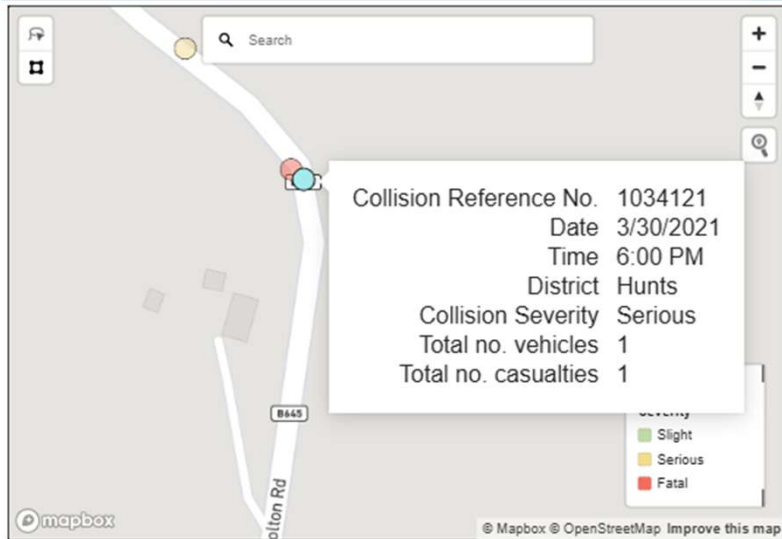 Search
Collision Reference No. 1034121
Date 3/30/2021
Time 6:00 PM
District Hunts
Collision Severity Serious
Total no. vehicles 1
Total no. casualties 1
Slight
Serious
Fatal
B645
olton Rd
mapbox
© Mapbox © OpenStreetMap Improve this map